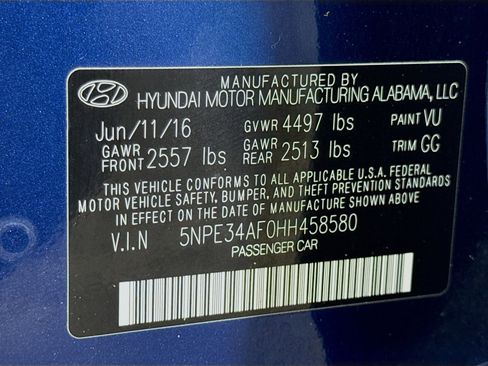 MANUFACTURED BY
HYUNDAI MOTOR MANUFACTURING ALABAMA, LLC
Jun/11/16 GVWR 4497 lbs PAINT VU
GAWR FRONT 2557 lbs GAWR REAR 2513 lbs TRIM GG
THIS VEHICLE CONFORMS TO ALL APPLICABLE U.S.A. FEDERAL
MOTOR VEHICLE SAFETY, BUMPER, AND THEFT PREVENTION STANDARDS
IN EFFECT ON THE DATE OF MANUFACTURE SHOWN ABOVE
V.I.N 5NPE34AF0HH458580
PASSENGER CAR